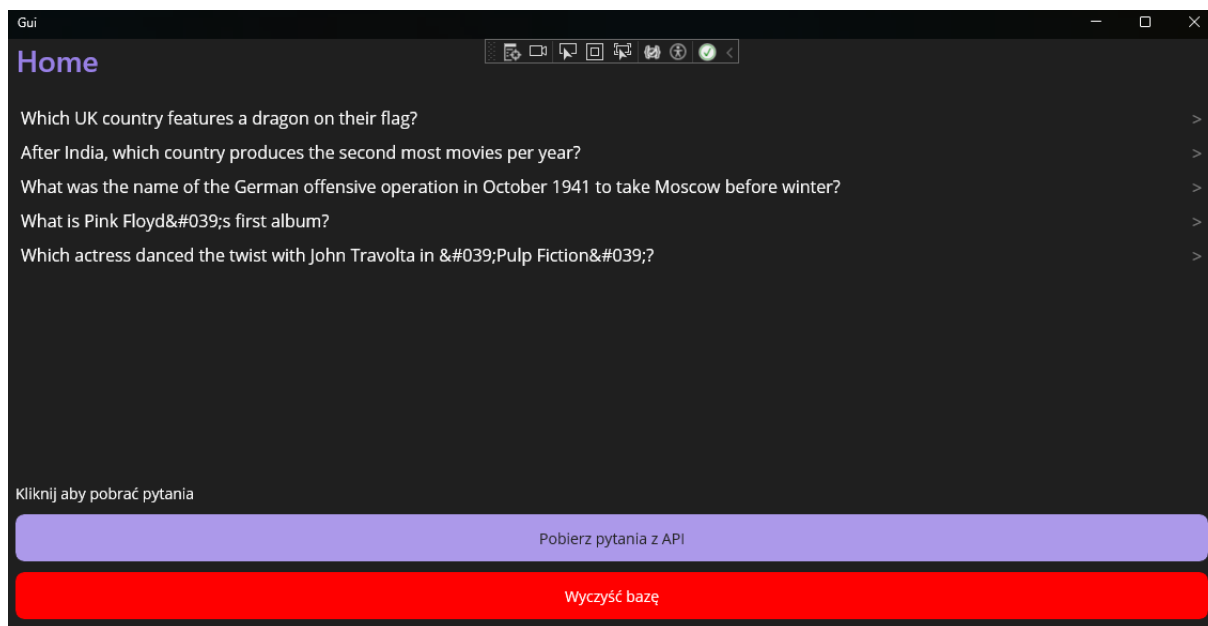 Gui
Home
Which UK country features a dragon on their flag? >
After India, which country produces the second most movies per year? >
What was the name of the German offensive operation in October 1941 to take Moscow before winter? >
What is Pink Floyd&#039;s first album? >
Which actress danced the twist with John Travolta in &#039;Pulp Fiction&#039;? >
Kliknij aby pobrać pytania
Pobierz pytania z API
Wyczyść bazę